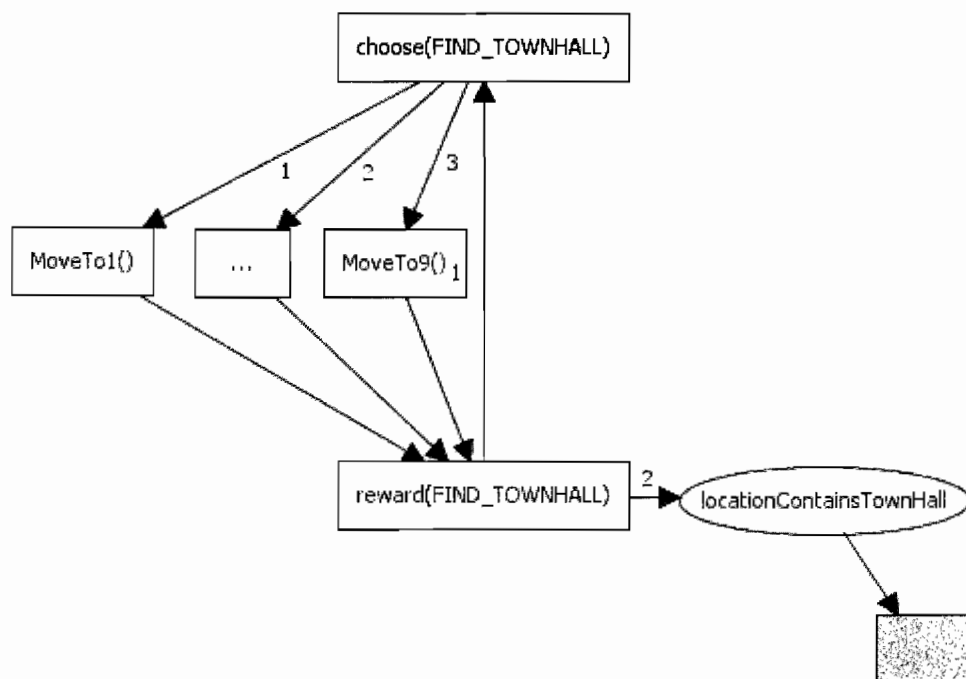 choose(FIND_TOWNHALL)
1
2
3
MoveTo1()
...
MoveTo9()
1
reward(FIND_TOWNHALL)
2
locationContainsTownHall